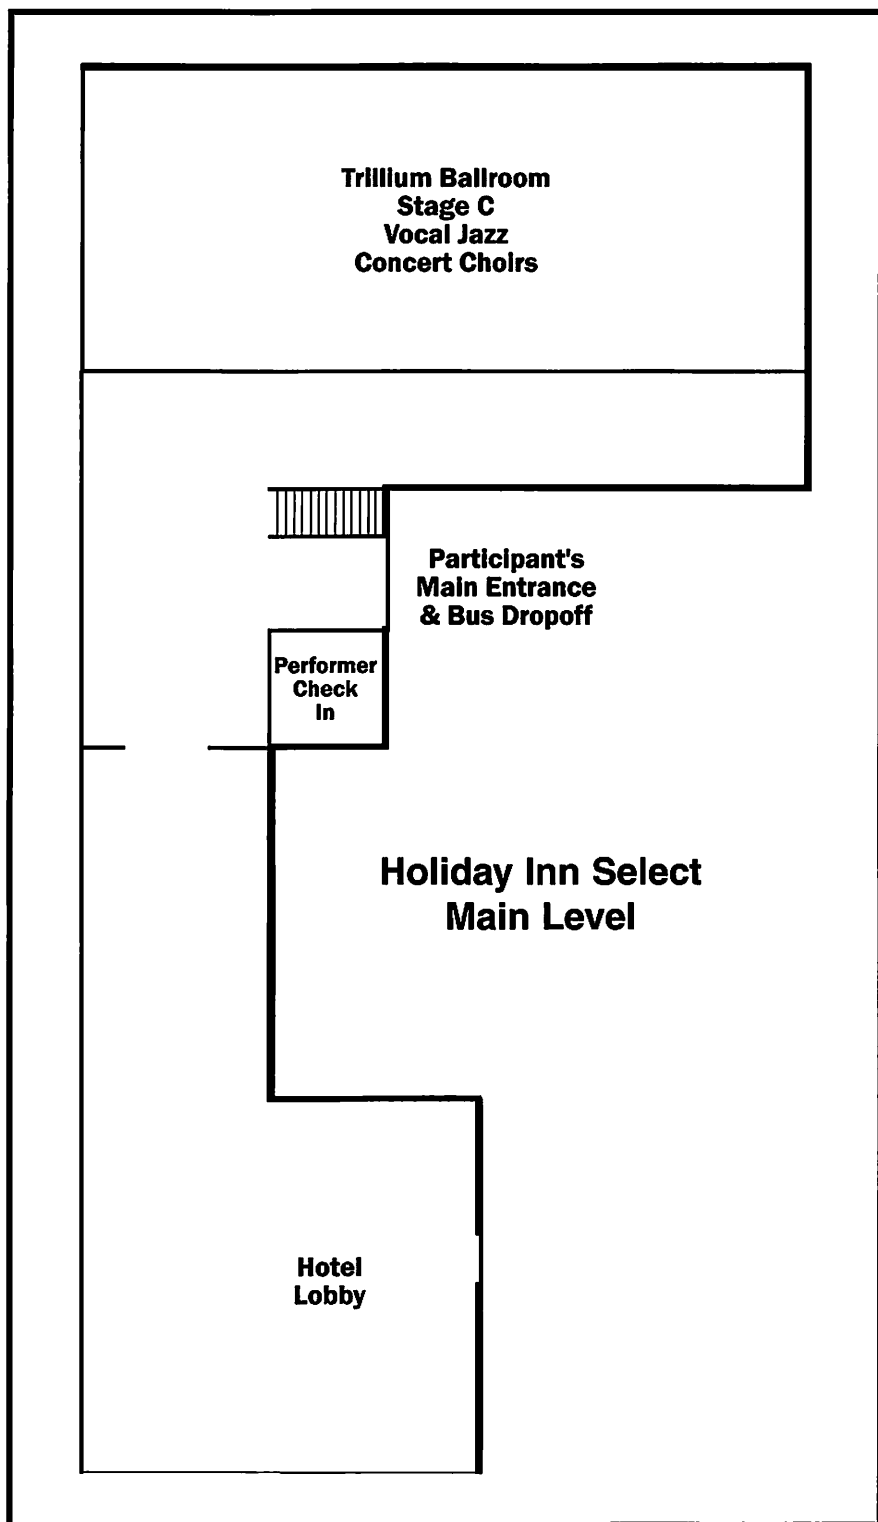 Trillium Ballroom
Stage C
Vocal Jazz
Concert Choirs
Participant's
Main Entrance
& Bus Dropoff
Performer
Check
In
Holiday Inn Select
Main Level
Hotel
Lobby